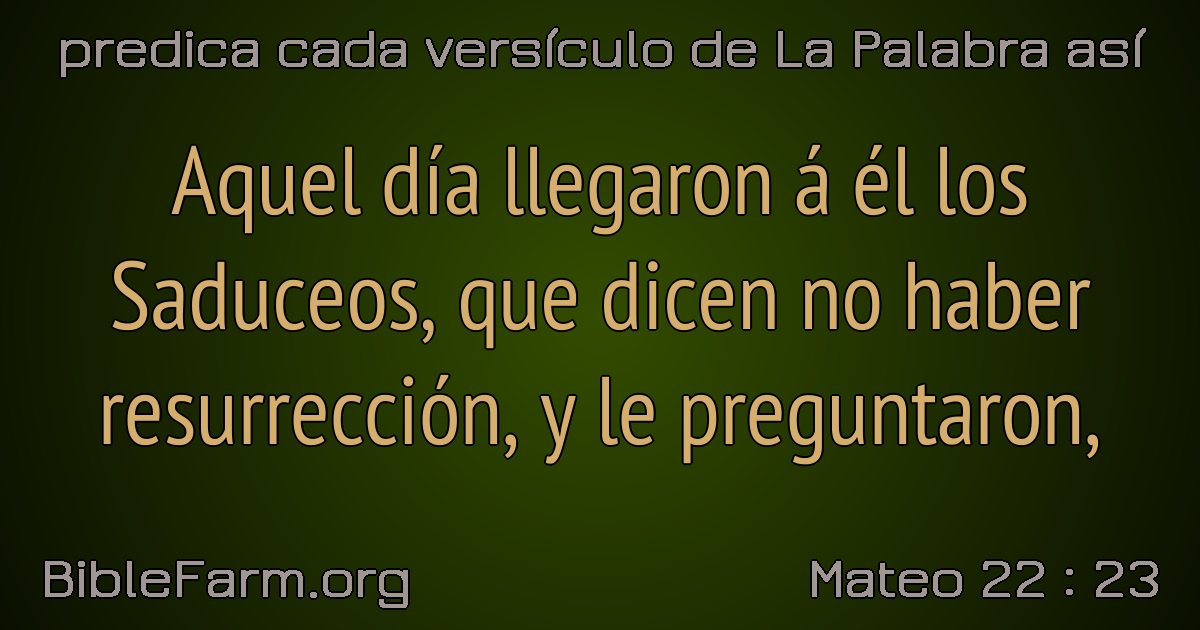 predica cada versículo de La Palabra así
Aquel día llegaron á él los
Saduceos, que dicen no haber
resurrección, y le preguntaron,
BibleFarm.org
Mateo 22 : 23